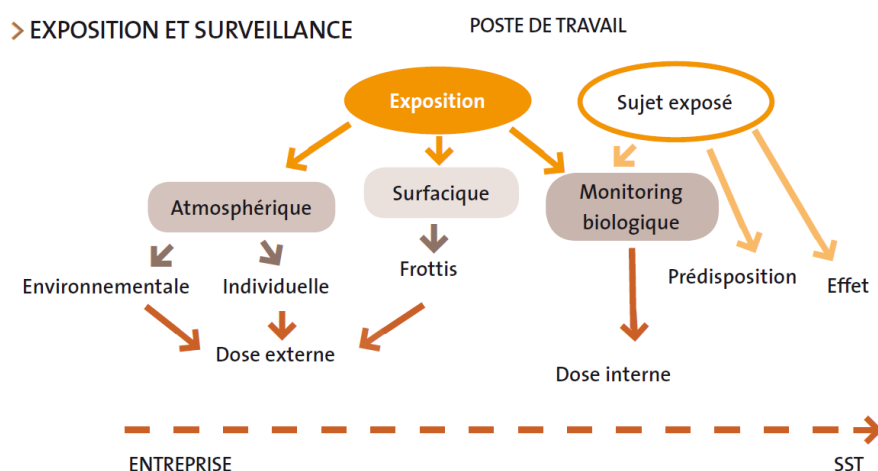 > EXPOSITION ET SURVEILLANCE
POSTE DE TRAVAIL
Exposition
Sujet exposé
Atmosphérique
Surfacique
Monitoring
biologique
Environnementale
Individuelle
Frottis
Prédisposition
Effet
Dose externe
Dose interne
ENTREPRISE
SST